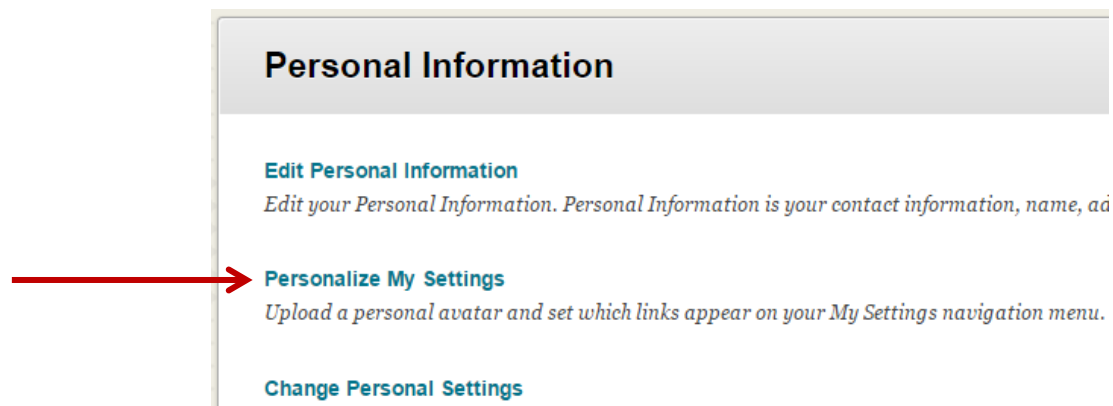 Personal Information
Edit Personal Information
Edit your Personal Information. Personal Information is your contact information, name, ad
Personalize My Settings
Upload a personal avatar and set which links appear on your My Settings navigation menu.
Change Personal Settings